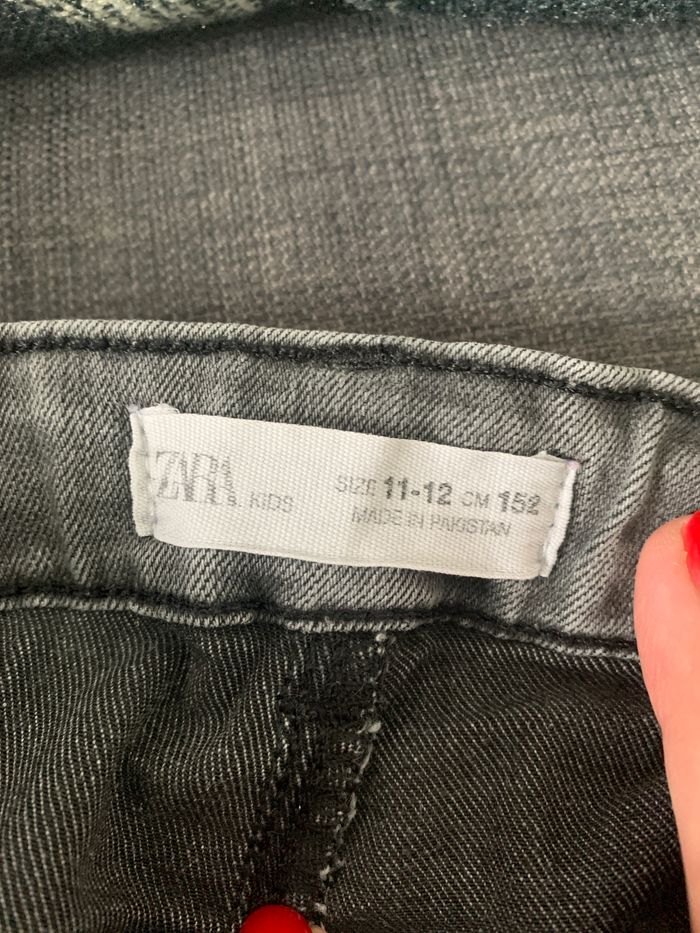 ZARA KIDS
SIZE 11-12 CM 152
MADE IN PAKISTAN